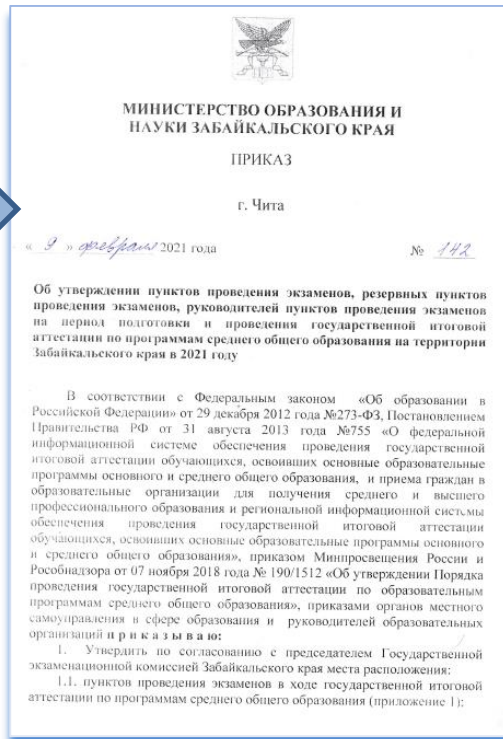 МИНИСТЕРСТВО ОБРАЗОВАНИЯ И
НАУКИ ЗАБАЙКАЛЬСКОГО КРАЯ
ПРИКАЗ
г. Чита
« 9 » февраля 2021 года № 142
Об утверждении пунктов проведения экзаменов, резервных пунктов
проведения экзаменов, руководителей пунктов проведения экзаменов
на период подготовки и проведения государственной итоговой
аттестации по программам среднего общего образования на территории
Забайкальского края в 2021 году
В соответствии с Федеральным законом «Об образовании в
Российской Федерации» от 29 декабря 2012 года №273-ФЗ, Постановлением
Правительства РФ от 31 августа 2013 года №755 «О федеральной
информационной системе обеспечения проведения государственной
итоговой аттестации обучающихся, освоивших основные образовательные
программы основного и среднего общего образования, и приема граждан в
образовательные организации для получения среднего и высшего
профессионального образования и региональной информационной системы
обеспечения проведения государственной итоговой аттестации
обучающихся, освоивших основные образовательные программы основного
и среднего общего образования», приказом Минпросвещения России и
Рособнадзора от 07 ноября 2018 года № 190/1512 «Об утверждении Порядка
проведения государственной итоговой аттестации по образовательным
программам среднего общего образования», приказами органов местного
самоуправления в сфере образования и руководителей образовательных
организаций п р и к а з ы в а ю:
1. Утвердить по согласованию с председателем Государственной
экзаменационной комиссией Забайкальского края места расположения:
1.1. пунктов проведения экзаменов в ходе государственной итоговой
аттестации по программам среднего общего образования (приложение 1);